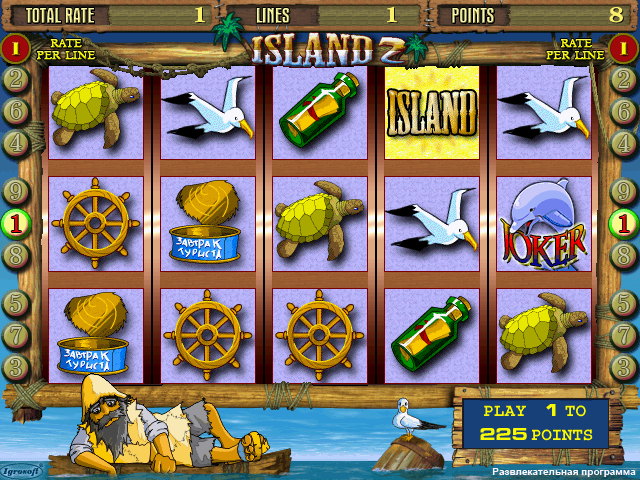 TOTAL RATE 1 LINES 1 POINTS 8
ISLAND 2
1 RATE PER LINE
RATE PER LINE 1
2
6
4
9
1
8
5
7
3
2
6
4
9
1
8
5
7
3
ISLAND
ЗАВТРАК
ТУРИСТА
JOKER
ЗАВТРАК
ТУРИСТА
PLAY 1 TO
225 POINTS
Igrosoft
Развлекательная программа